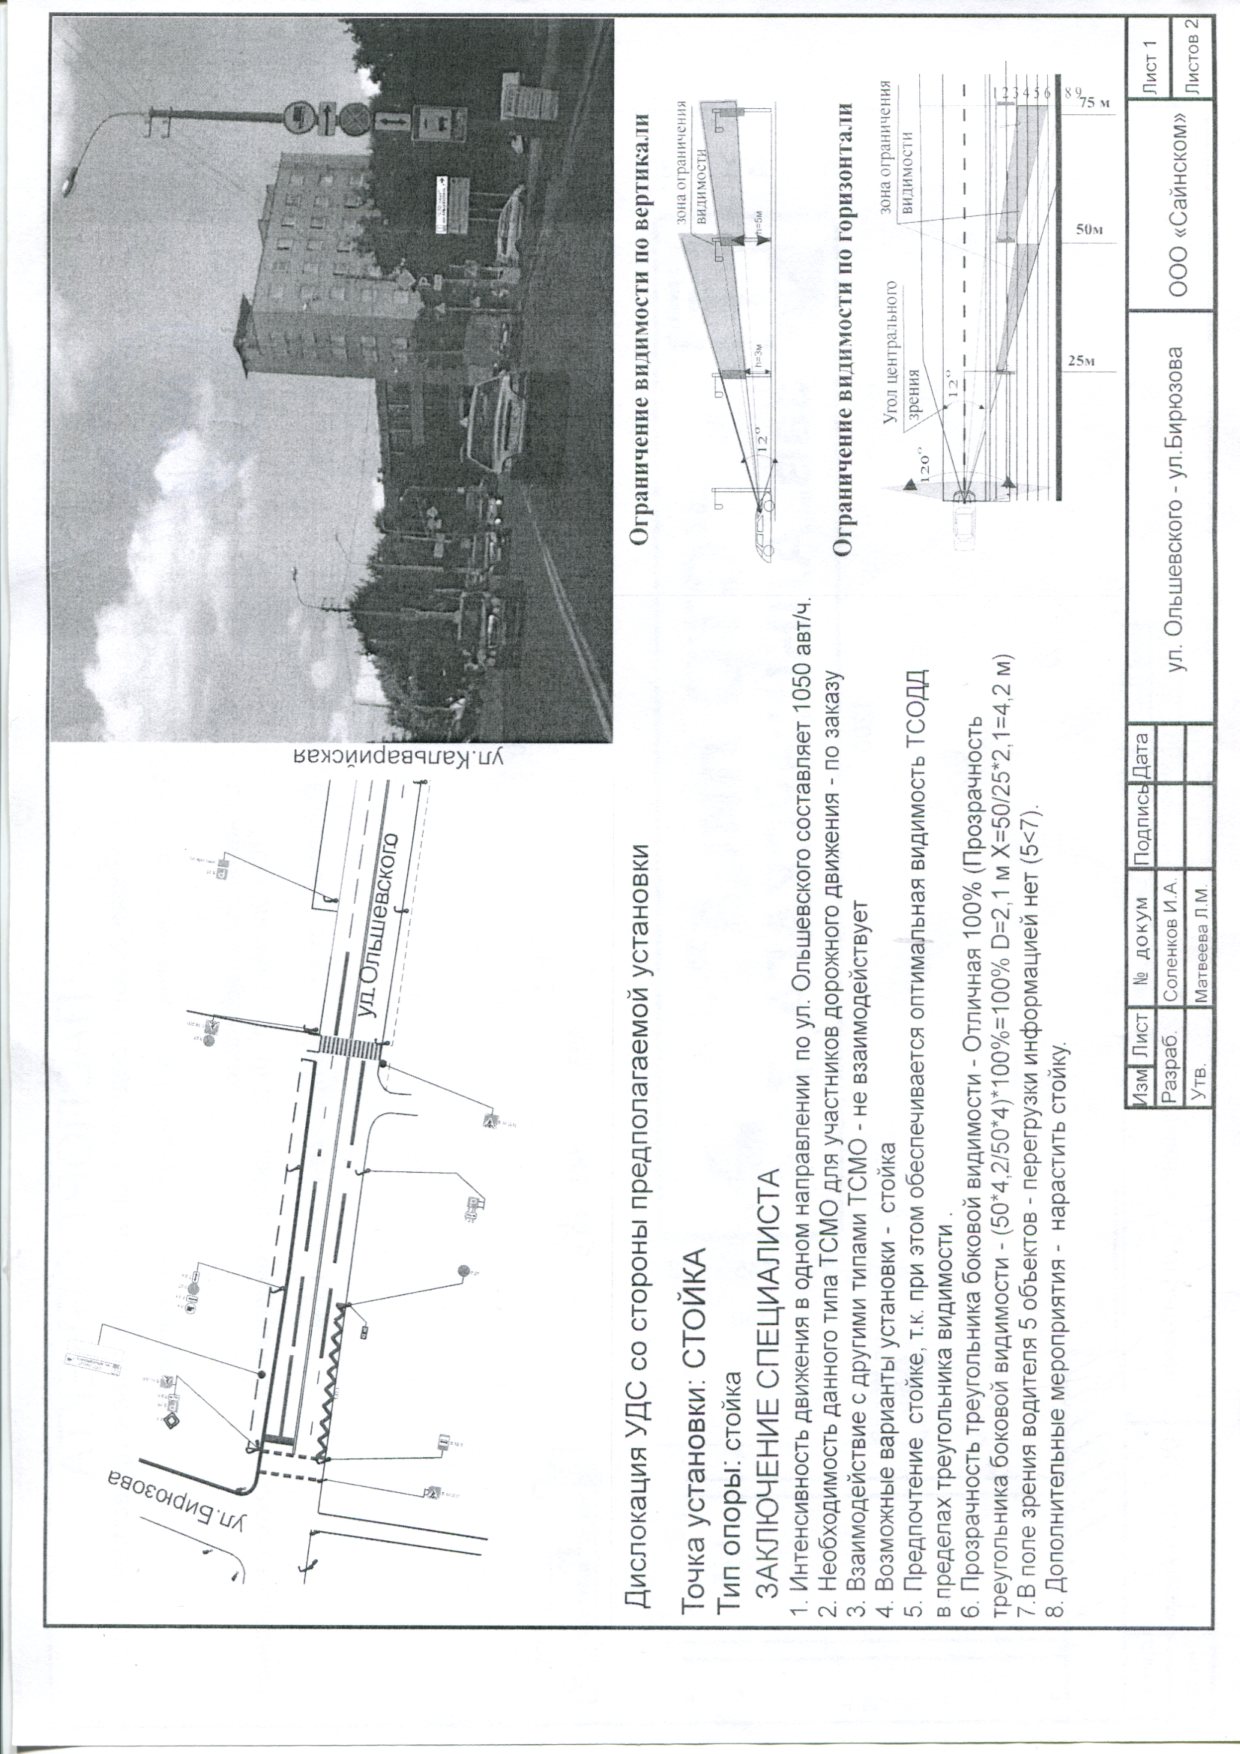 ул.Кальварийская
ул.Бирюзова
ул.Ольшевского
Дислокация УДС со стороны предполагаемой установки
Точка установки: СТОЙКА
Тип опоры: стойка
ЗАКЛЮЧЕНИЕ СПЕЦИАЛИСТА
1. Интенсивность движения в одном направлении по ул. Ольшевского составляет 1050 авт/ч.
2. Необходимость данного типа ТСМО для участников дорожного движения - по заказу
3. Взаимодействие с другими типами ТСМО - не взаимодействует
4. Возможные варианты установки - стойка
5. Предпочтение стойке, т.к. при этом обеспечивается оптимальная видимость ТСОДД
в пределах треугольника видимости .
6. Прозрачность треугольника боковой видимости - Отличная 100% (Прозрачность
треугольника боковой видимости - (50*4,2/50*4)*100%=100% D=2,1 м X=50/25*2,1=4,2 м)
7.В поле зрения водителя 5 объектов - перегрузки информацией нет (5<7).
8. Дополнительные мероприятия - нарастить стойку.
Ограничение видимости по вертикали
зона ограничения
видимости
12°
h=3м
h=5м
Ограничение видимости по горизонтали
Угол центрального
зрения
зона ограничения
видимости
120°
12°
1 2 3 4 5 6 8 9
25м
50м
75 м
Изм Лист № докум Подпись Дата
Разраб. Соленков И.А.
Утв. Матвеева Л.М.
ул. Ольшевского - ул.Бирюзова
ООО «Сайнском»
Лист 1
Листов 2